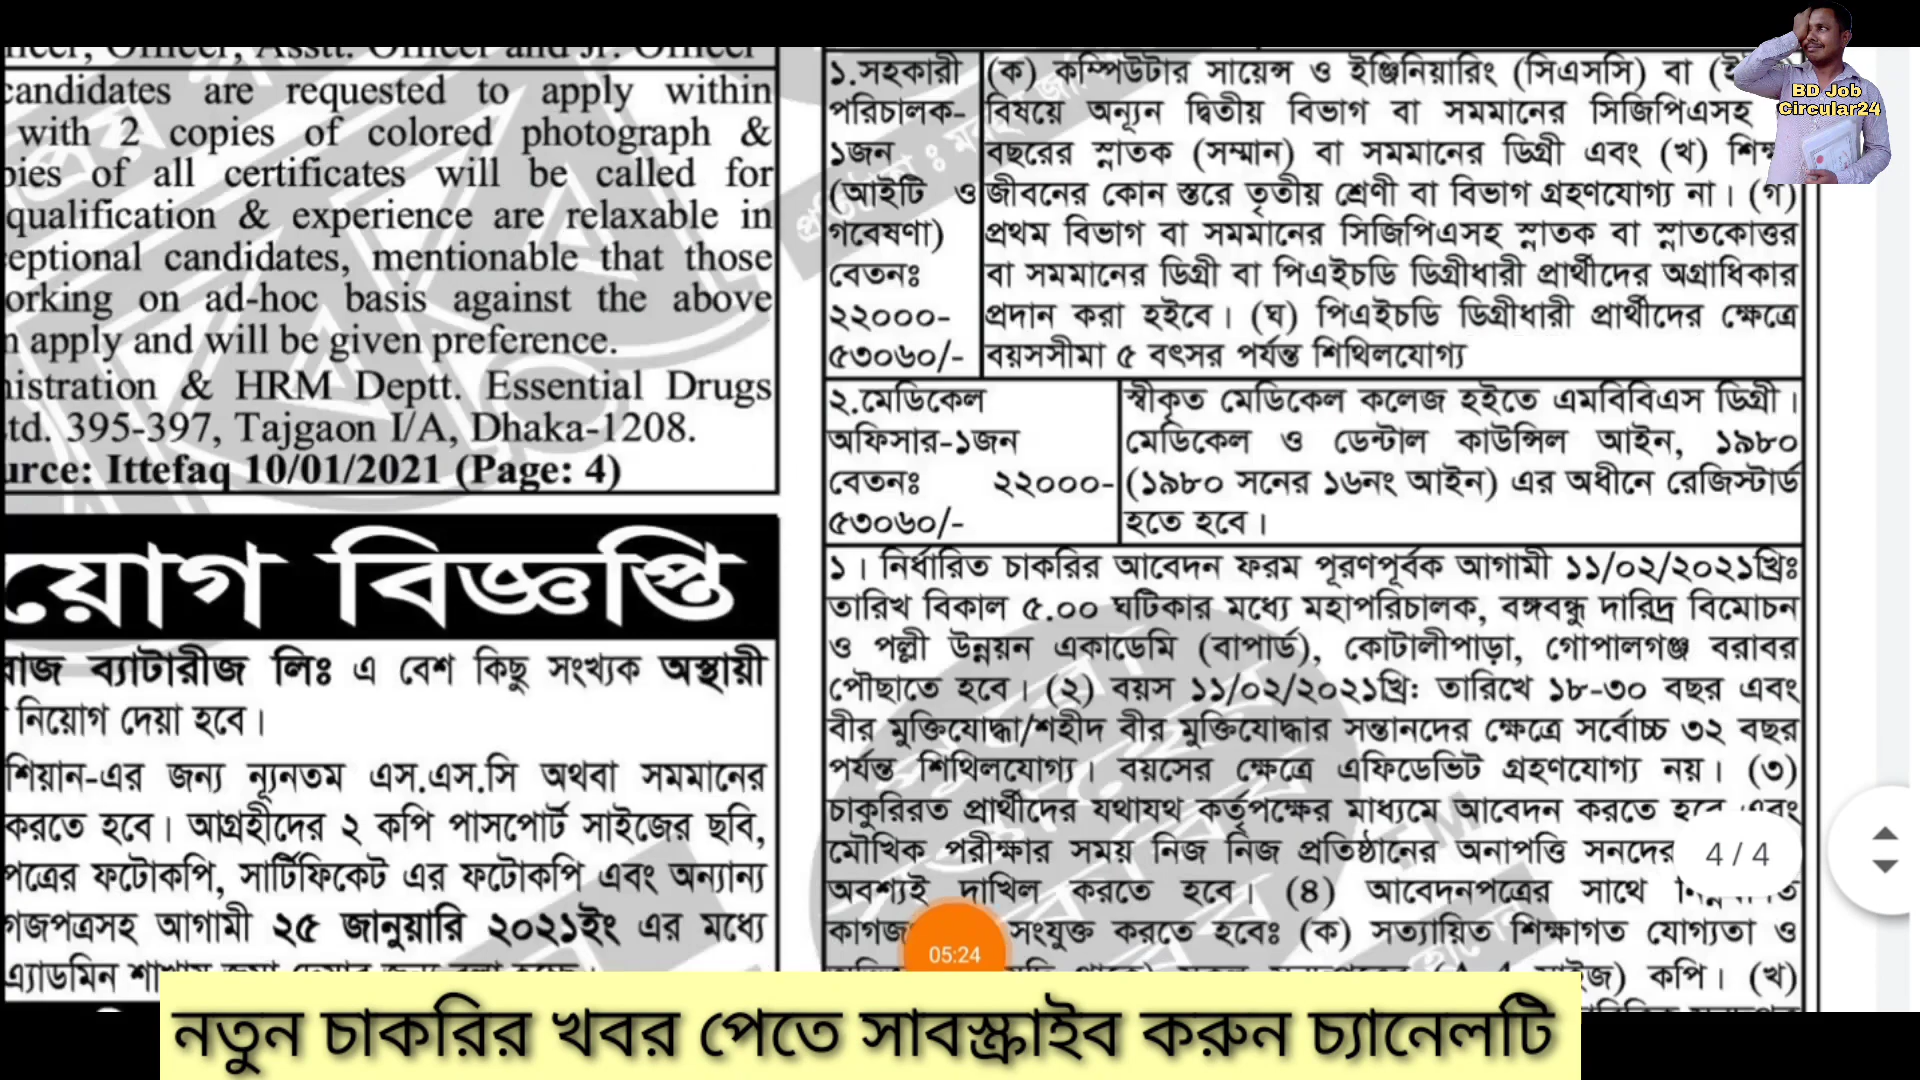 candidates are requested to apply within
with 2 copies of colored photograph &
of all certificates will be called for
qualification & experience are relaxable in
candidates, mentionable that those
on ad-hoc basis against the above
apply and will be given preference.
& HRM Deptt. Essential Drugs
395-397, Tajgaon I/A, Dhaka-1208.
Ittefaq 10/01/2021 (Page: 4)
বিজ্ঞপ্তি
ব্যাটারীজ লিঃ এ বেশ কিছু সংখ্যক অস্থায়ী
নিয়োগ দেয়া হবে।
শিয়ান-এর জন্য ন্যূনতম এস.এস.সি অথবা সমমানের
করতে হবে। আগ্রহীদের ২ কপি পাসপোর্ট সাইজের ছবি,
পত্রের ফটোকপি, সার্টিফিকেট এর ফটোকপি এবং অন্যান্য
গজপত্রসহ আগামী ২৫ জানুয়ারি ২০২১ইং এর মধ্যে
এ্যাডমিন
১.সহকারী
পরিচালক-
১জন
(আইটি ও
গবেষণা)
বেতনঃ
২২০০০-
৫৩০৬০/-
(ক) কম্পিউটার সায়েন্স ও ইঞ্জিনিয়ারিং (সিএসসি) বা
বিষয়ে অন্যূন দ্বিতীয় বিভাগ বা সমমানের সিজিপিএসহ
বছরের স্নাতক (সম্মান) বা সমমানের ডিগ্রী এবং (খ)
জীবনের কোন স্তরে তৃতীয় শ্রেণী বা বিভাগ গ্রহণযোগ্য না। (গ)
প্রথম বিভাগ বা সমমানের সিজিপিএসহ স্নাতক বা স্নাতকোত্তর
বা সমমানের ডিগ্রী বা পিএইচডি ডিগ্রীধারী প্রার্থীদের অগ্রাধিকার
প্রদান করা হইবে। (ঘ) পিএইচডি ডিগ্রীধারী প্রার্থীদের ক্ষেত্রে
বয়সসীমা ৫ বৎসর পর্যন্ত শিথিলযোগ্য
২.মেডিকেল
অফিসার-১জন
বেতনঃ ২২০০০-
৫৩০৬০/-
স্বীকৃত মেডিকেল কলেজ হইতে এমবিবিএস ডিগ্রী।
মেডিকেল ও ডেন্টাল কাউন্সিল আইন, ১৯৮০
(১৯৮০ সনের ১৬নং আইন) এর অধীনে রেজিস্টার্ড
হতে হবে।
১। নির্ধারিত চাকরির আবেদন ফরম পূরণপূর্বক আগামী ১১/০২/২০২১খ্রিঃ
তারিখ বিকাল ৫.০০ ঘটিকার মধ্যে মহাপরিচালক, বঙ্গবন্ধু দারিদ্র বিমোচন
ও পল্লী উন্নয়ন একাডেমি (বাপার্ড), কোটালীপাড়া, গোপালগঞ্জ বরাবর
পৌছাতে হবে। (২) বয়স ১১/০২/২০২১খ্রি: তারিখে ১৮-৩০ বছর এবং
বীর মুক্তিযোদ্ধা/শহীদ বীর মুক্তিযোদ্ধার সন্তানদের ক্ষেত্রে সর্বোচ্চ ৩২ বছর
পর্যন্ত শিথিলযোগ্য। বয়সের ক্ষেত্রে এফিডেভিট গ্রহণযোগ্য নয়। (৩)
চাকুরিরত প্রার্থীদের যথাযথ কর্তৃপক্ষের মাধ্যমে আবেদন করতে হবে এবং
মৌখিক পরীক্ষার সময় নিজ নিজ প্রতিষ্ঠানের অনাপত্তি সনদের
অবশ্যই দাখিল করতে হবে। (৪) আবেদনপত্রের সাথে
সংযুক্ত করতে হবেঃ (ক) সত্যায়িত শিক্ষাগত যোগ্যতা ও
কপি। (খ)
BD Job
Circular24
4 / 4
05:24
নতুন চাকরির খবর পেতে সাবস্ক্রাইব করুন চ্যানেলটি